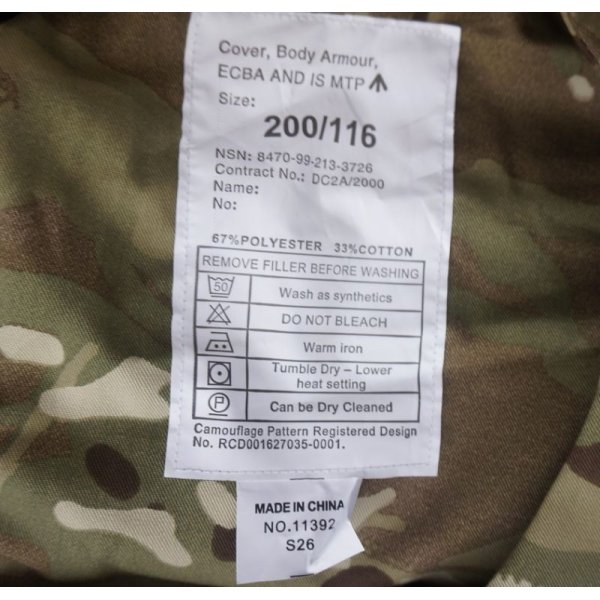 Cover, Body Armour,
ECBA AND IS MTP
Size:
200/116
NSN: 8470-99-213-3726
Contract No.: DC2A/2000
Name:
No:
67%POLYESTER 33%COTTON
REMOVE FILLER BEFORE WASHING
50 Wash as synthetics
DO NOT BLEACH
Warm iron
Tumble Dry – Lower
heat setting
P Can be Dry Cleaned
Camouflage Pattern Registered Design
No. RCD001627035-0001.
MADE IN CHINA
NO.11392
S26